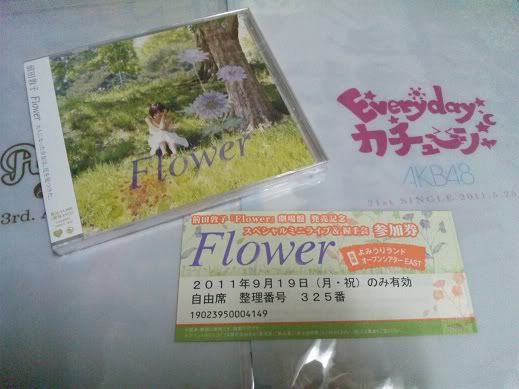 前田敦子 Flower
Flower
Everyday、
カチューシャ
AKB48
21st SINGLE 2011.5.25
3rd.
前田敦子「Flower」劇場盤 発売記念
スペシャルミニライブ&握手会 参加券
Flower
よみうりランド
オープンシアターEAST
2011年9月19日(月・祝)のみ有効
自由席 整理番号 325番
19023950004149